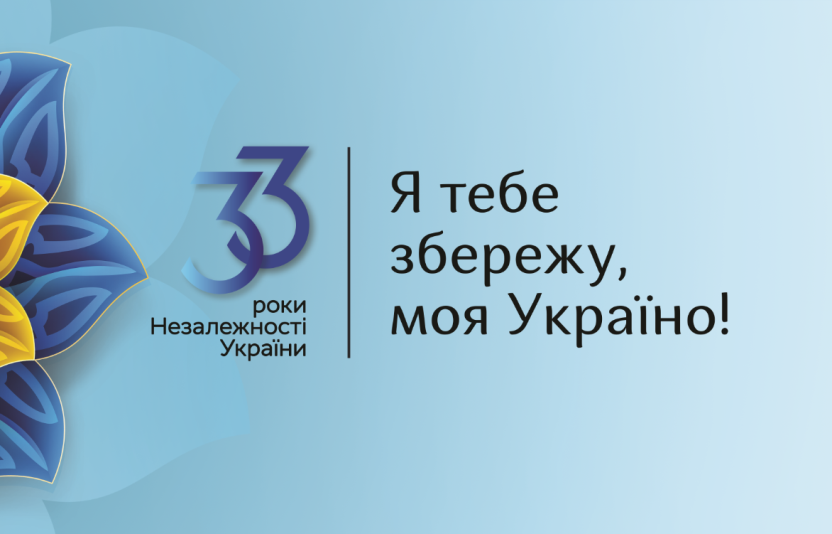 33
роки
Незалежності
України
Я тебе
збережу,
моя Україно!